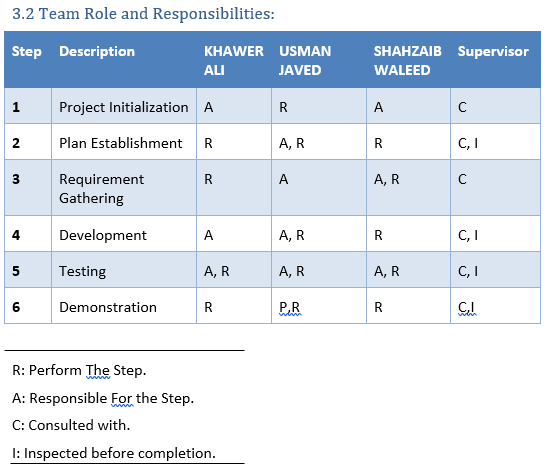 3.2 Team Role and Responsibilities:
Step Description KHAWER ALI USMAN JAVED SHAHZAIB WALEED Supervisor
1 Project Initialization A R A C
2 Plan Establishment R A, R R C, I
3 Requirement Gathering R A A, R C
4 Development A A, R R C, I
5 Testing A, R A, R A, R C, I
6 Demonstration R P,R R C,I
R: Perform The Step.
A: Responsible For the Step.
C: Consulted with.
I: Inspected before completion.